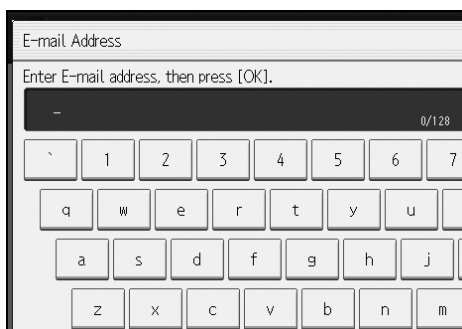 E-mail Address
Enter E-mail address, then press [OK].
_
0/128
` 1 2 3 4 5 6 7
q w e r t y u
a s d f g h j
z x c v b n m